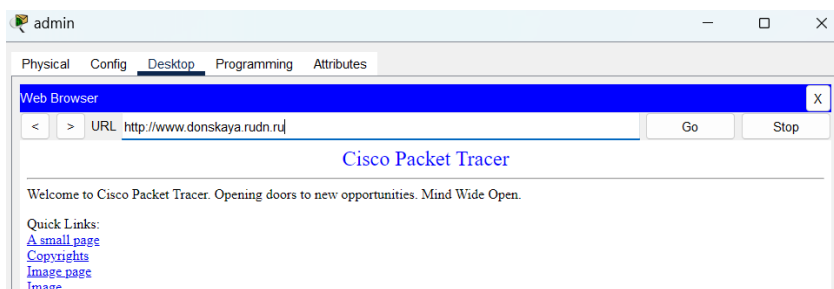 admin
Physical Config Desktop Programming Attributes
Web Browser X
< > URL http://www.donskaya.rudn.ru Go Stop
Cisco Packet Tracer
Welcome to Cisco Packet Tracer. Opening doors to new opportunities. Mind Wide Open.
Quick Links:
A small page
Copyrights
Image page
Image